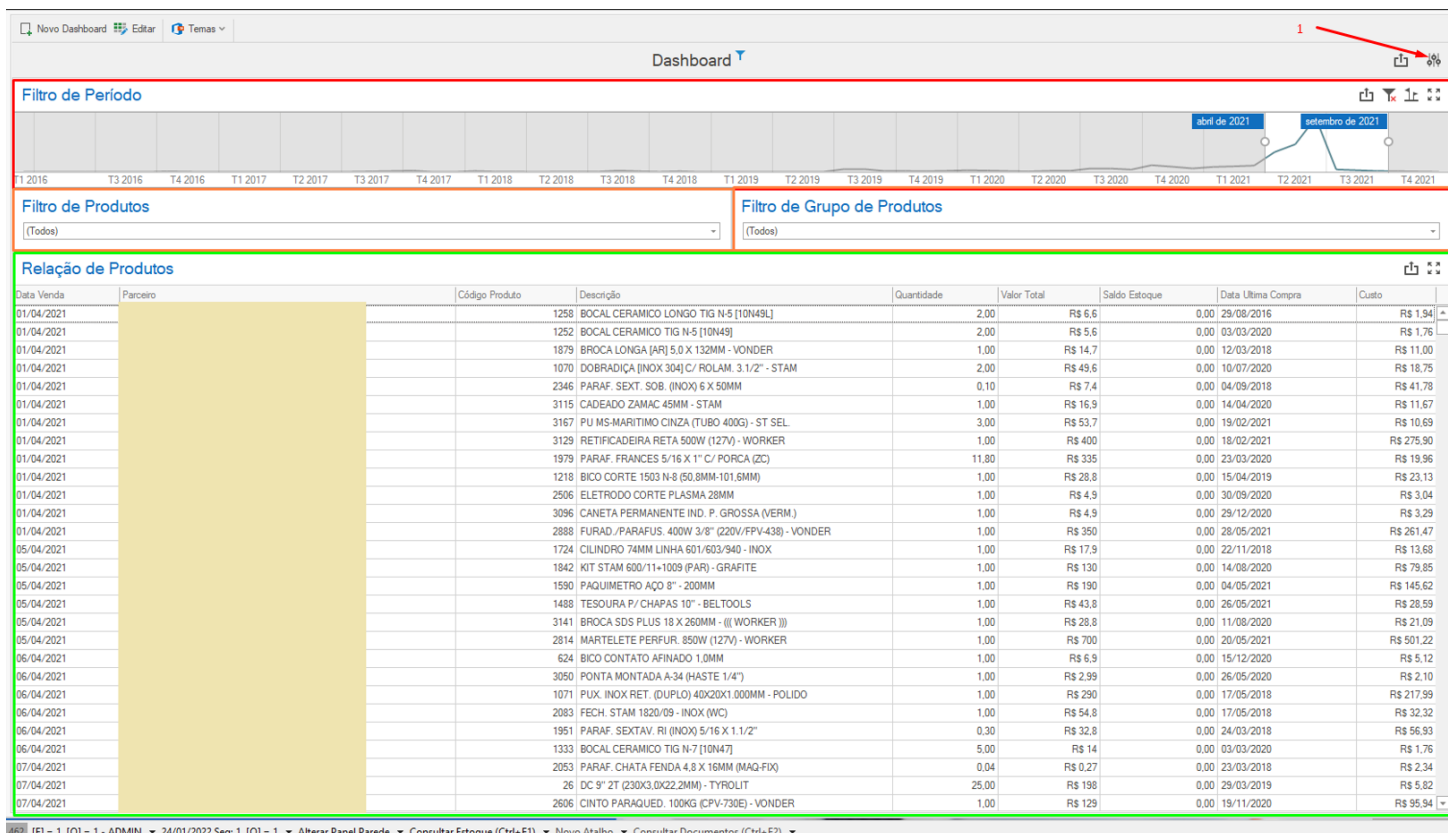 Novo Dashboard Editar Temas
1
Dashboard
Filtro de Período
abril de 2021 setembro de 2021
T1 2016 T3 2016 T4 2016 T1 2017 T2 2017 T3 2017 T4 2017 T1 2018 T2 2018 T3 2018 T4 2018 T1 2019 T2 2019 T3 2019 T4 2019 T1 2020 T2 2020 T3 2020 T4 2020 T1 2021 T2 2021 T3 2021 T4 2021
Filtro de Produtos Filtro de Grupo de Produtos
(Todos) (Todos)
Relação de Produtos
Data Venda Parceiro Código Produto Descrição Quantidade Valor Total Saldo Estoque Data Ultima Compra Custo
01/04/2021 1258 BOCAL CERAMICO LONGO TIG N-5 [10N49L] 2,00 R$ 6,6 0,00 29/08/2016 R$ 1,94
01/04/2021 1252 BOCAL CERAMICO TIG N-5 [10N49] 2,00 R$ 5,6 0,00 03/03/2020 R$ 1,76
01/04/2021 1879 BROCA LONGA [AR] 5,0 X 132MM - VONDER 1,00 R$ 14,7 0,00 12/03/2018 R$ 11,00
01/04/2021 1070 DOBRADIÇA [INOX 304] C/ ROLAM. 3.1/2" - STAM 2,00 R$ 49,6 0,00 10/07/2020 R$ 18,75
01/04/2021 2346 PARAF. SEXT. SOB. (INOX) 6 X 50MM 0,10 R$ 7,4 0,00 04/09/2018 R$ 41,78
01/04/2021 3115 CADEADO ZAMAC 45MM - STAM 1,00 R$ 16,9 0,00 14/04/2020 R$ 11,67
01/04/2021 3167 PU MS-MARITIMO CINZA (TUBO 400G) - ST SEL. 3,00 R$ 53,7 0,00 19/02/2021 R$ 10,69
01/04/2021 3129 RETIFICADEIRA RETA 500W (127V) - WORKER 1,00 R$ 400 0,00 18/02/2021 R$ 275,90
01/04/2021 1979 PARAF. FRANCES 5/16 X 1" C/ PORCA (ZC) 11,80 R$ 335 0,00 23/03/2020 R$ 19,96
01/04/2021 1218 BICO CORTE 1503 N-8 (50,8MM-101,6MM) 1,00 R$ 28,8 0,00 15/04/2019 R$ 23,13
01/04/2021 2506 ELETRODO CORTE PLASMA 28MM 1,00 R$ 4,9 0,00 30/09/2020 R$ 3,04
01/04/2021 3096 CANETA PERMANENTE IND. P. GROSSA (VERM.) 1,00 R$ 4,9 0,00 29/12/2020 R$ 3,29
01/04/2021 2888 FURAD./PARAFUS. 400W 3/8" (220V/FPV-438) - VONDER 1,00 R$ 350 0,00 28/05/2021 R$ 261,47
05/04/2021 1724 CILINDRO 74MM LINHA 601/603/940 - INOX 1,00 R$ 17,9 0,00 22/11/2018 R$ 13,68
05/04/2021 1842 KIT STAM 600/11+1009 (PAR) - GRAFITE 1,00 R$ 130 0,00 14/08/2020 R$ 79,85
05/04/2021 1590 PAQUIMETRO AÇO 8" - 200MM 1,00 R$ 190 0,00 04/05/2021 R$ 145,62
05/04/2021 1488 TESOURA P/ CHAPAS 10" - BELTOOLS 1,00 R$ 43,8 0,00 26/05/2021 R$ 28,59
05/04/2021 3141 BROCA SDS PLUS 18 X 260MM - ((( WORKER ))) 1,00 R$ 28,8 0,00 11/08/2020 R$ 21,09
05/04/2021 2814 MARTELETE PERFUR. 850W (127V) - WORKER 1,00 R$ 700 0,00 20/05/2021 R$ 501,22
06/04/2021 624 BICO CONTATO AFINADO 1,0MM 1,00 R$ 6,9 0,00 15/12/2020 R$ 5,12
06/04/2021 3050 PONTA MONTADA A-34 (HASTE 1/4") 1,00 R$ 2,99 0,00 26/05/2020 R$ 2,10
06/04/2021 1071 PUX. INOX RET. (DUPLO) 40X20X1.000MM - POLIDO 1,00 R$ 290 0,00 17/05/2018 R$ 217,99
06/04/2021 2083 FECH. STAM 1820/09 - INOX (WC) 1,00 R$ 54,8 0,00 17/05/2018 R$ 32,32
06/04/2021 1951 PARAF. SEXTAV. RI (INOX) 5/16 X 1.1/2" 0,30 R$ 32,8 0,00 24/03/2018 R$ 56,93
06/04/2021 1333 BOCAL CERAMICO TIG N-7 [10N47] 5,00 R$ 14 0,00 03/03/2020 R$ 1,76
07/04/2021 2053 PARAF. CHATA FENDA 4,8 X 16MM (MAQ-FIX) 0,04 R$ 0,27 0,00 23/03/2018 R$ 2,34
07/04/2021 26 DC 9" 2T (230X3,0X22,2MM) - TYROLIT 25,00 R$ 198 0,00 29/03/2019 R$ 5,82
07/04/2021 2606 CINTO PARAQUED. 100KG (CPV-730E) - VONDER 1,00 R$ 129 0,00 19/11/2020 R$ 95,94
462 [E] = 1 [O] = 1 - ADMIN 24/01/2022 Seq: 1 [O] = 1 Alterar Papel Parede Consultar Estoque (Ctrl+F1) Novo Atalho Consultar Documentos (Ctrl+F2)